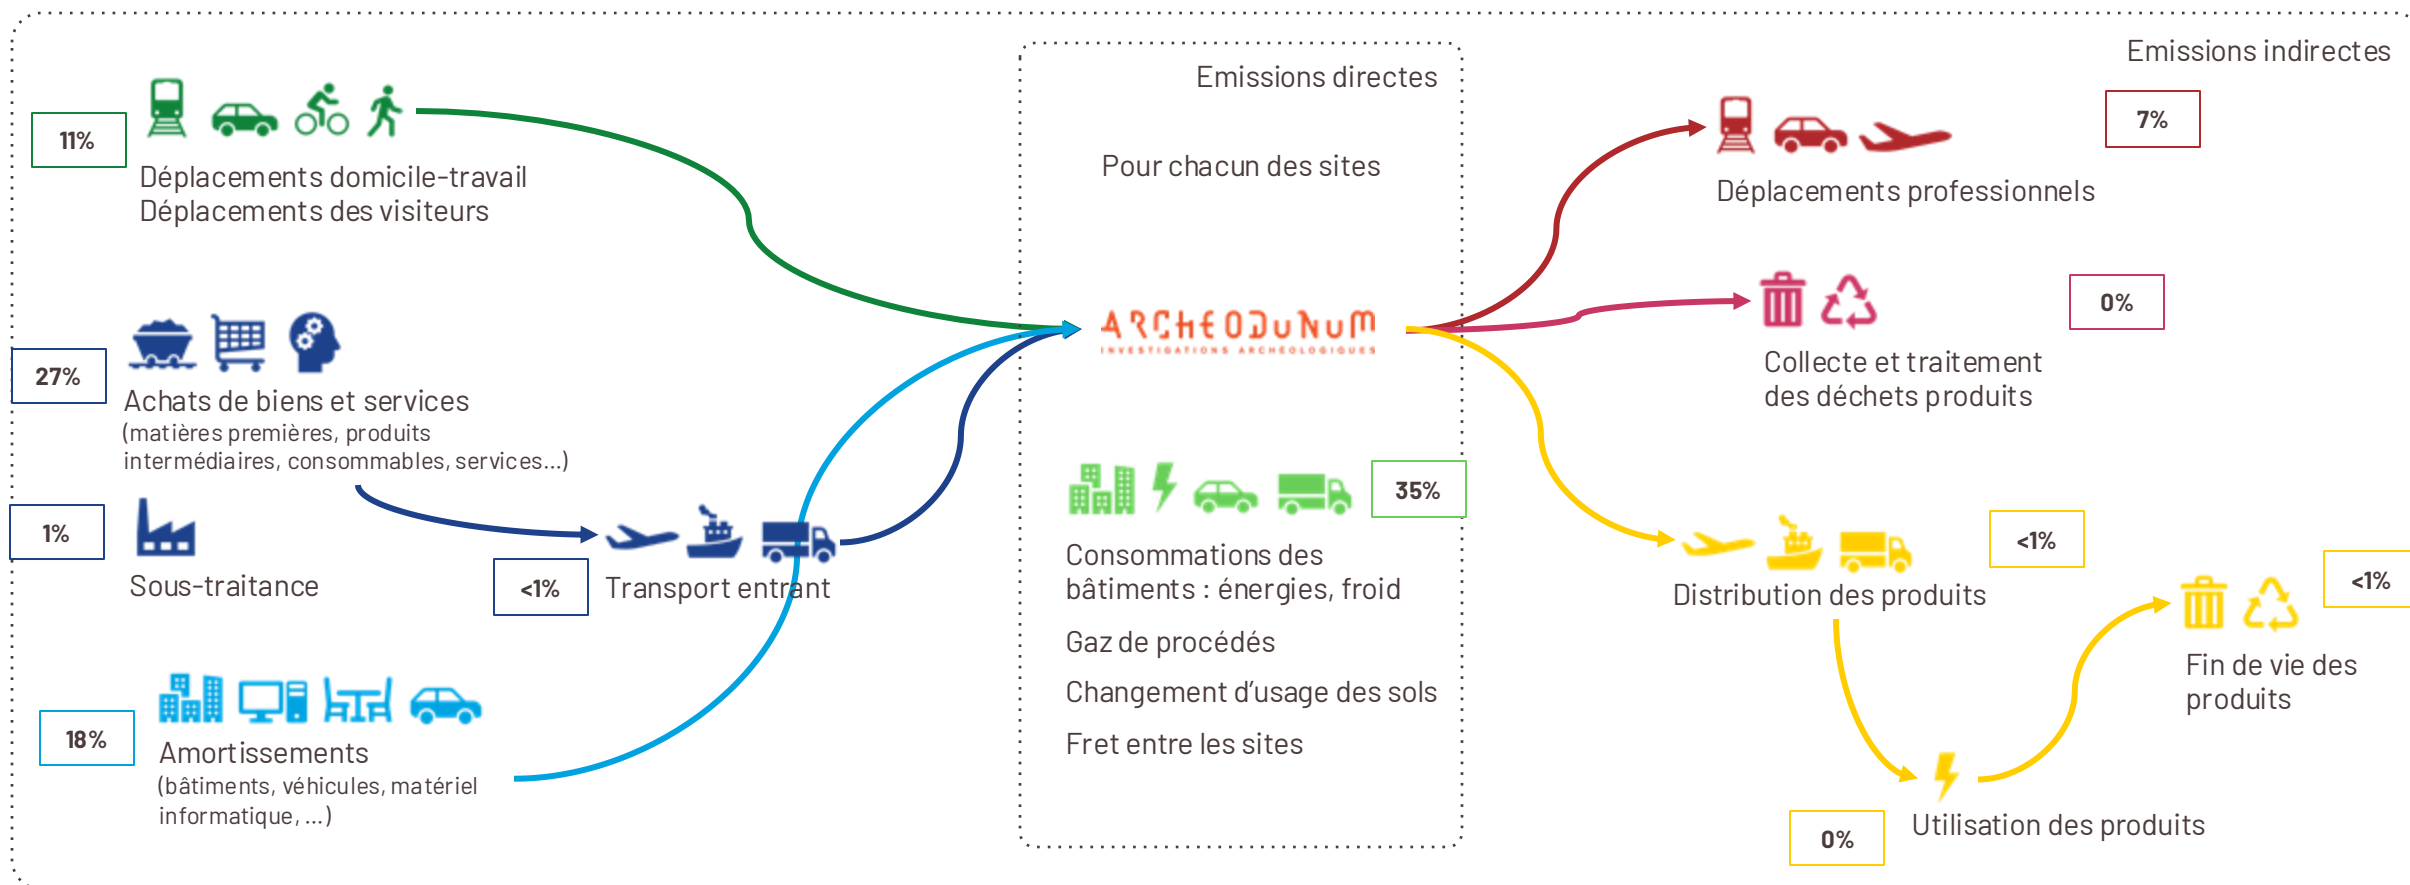 Emissions indirectes
Emissions directes
11%
Déplacements domicile-travail
Déplacements des visiteurs
Pour chacun des sites
7%
Déplacements professionnels
27%
Achats de biens et services
(matières premières, produits
intermédiaires, consommables, services...)
1%
Sous-traitance
<1%
Transport entrant
18%
Amortissements
(bâtiments, véhicules, matériel
informatique, ...)
ARCHEODUNUM
INVESTIGATIONS ARCHÉOLOGIQUES
35%
Consommations des
bâtiments : énergies, froid
Gaz de procédés
Changement d'usage des sols
Fret entre les sites
0%
Collecte et traitement
des déchets produits
<1%
Distribution des produits
<1%
Fin de vie des
produits
0%
Utilisation des produits